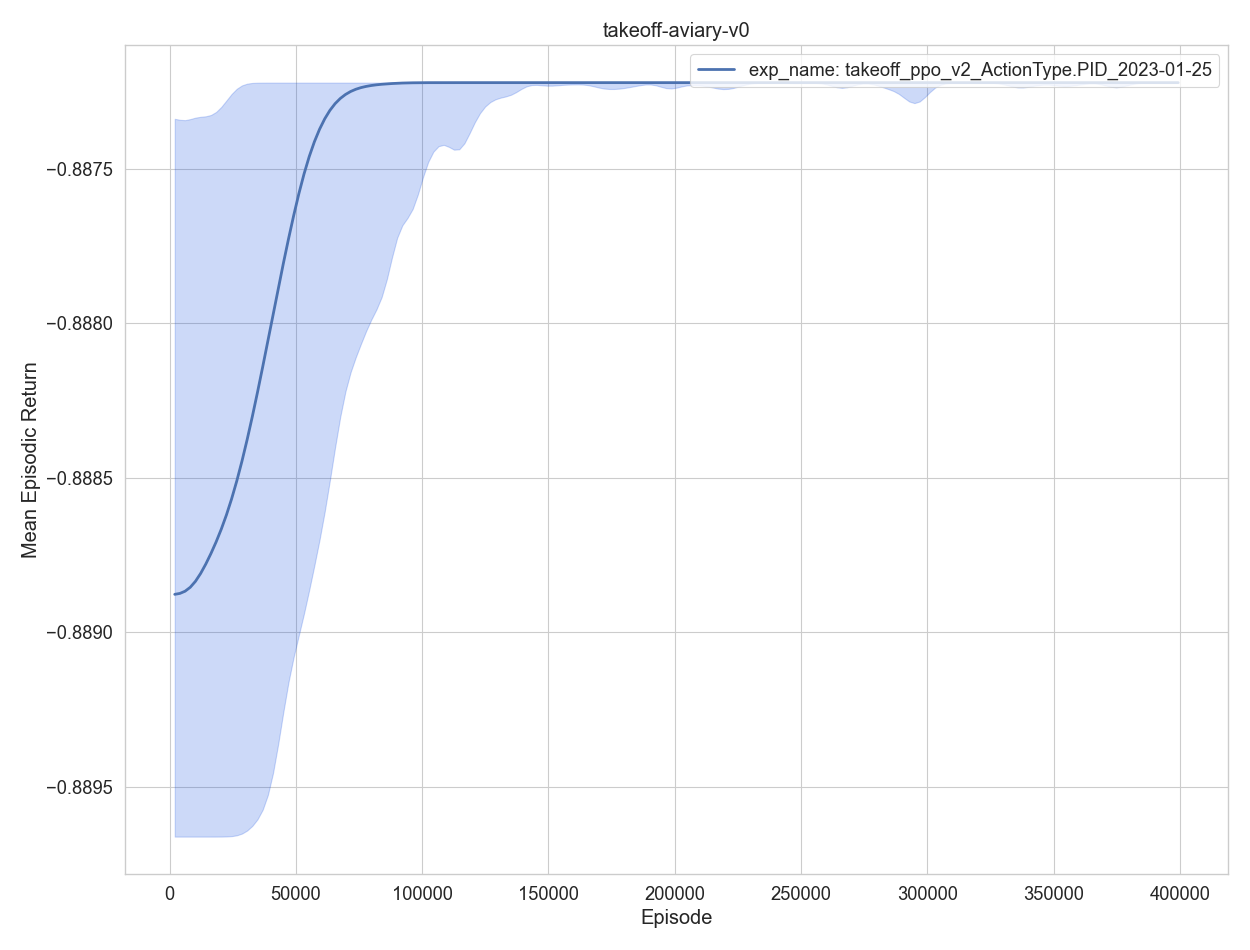 takeoff-aviary-v0
exp_name: takeoff_ppo_v2_ActionType.PID_2023-01-25
Mean Episodic Return
−0.8875
−0.8880
−0.8885
−0.8890
−0.8895
0 50000 100000 150000 200000 250000 300000 350000 400000
Episode